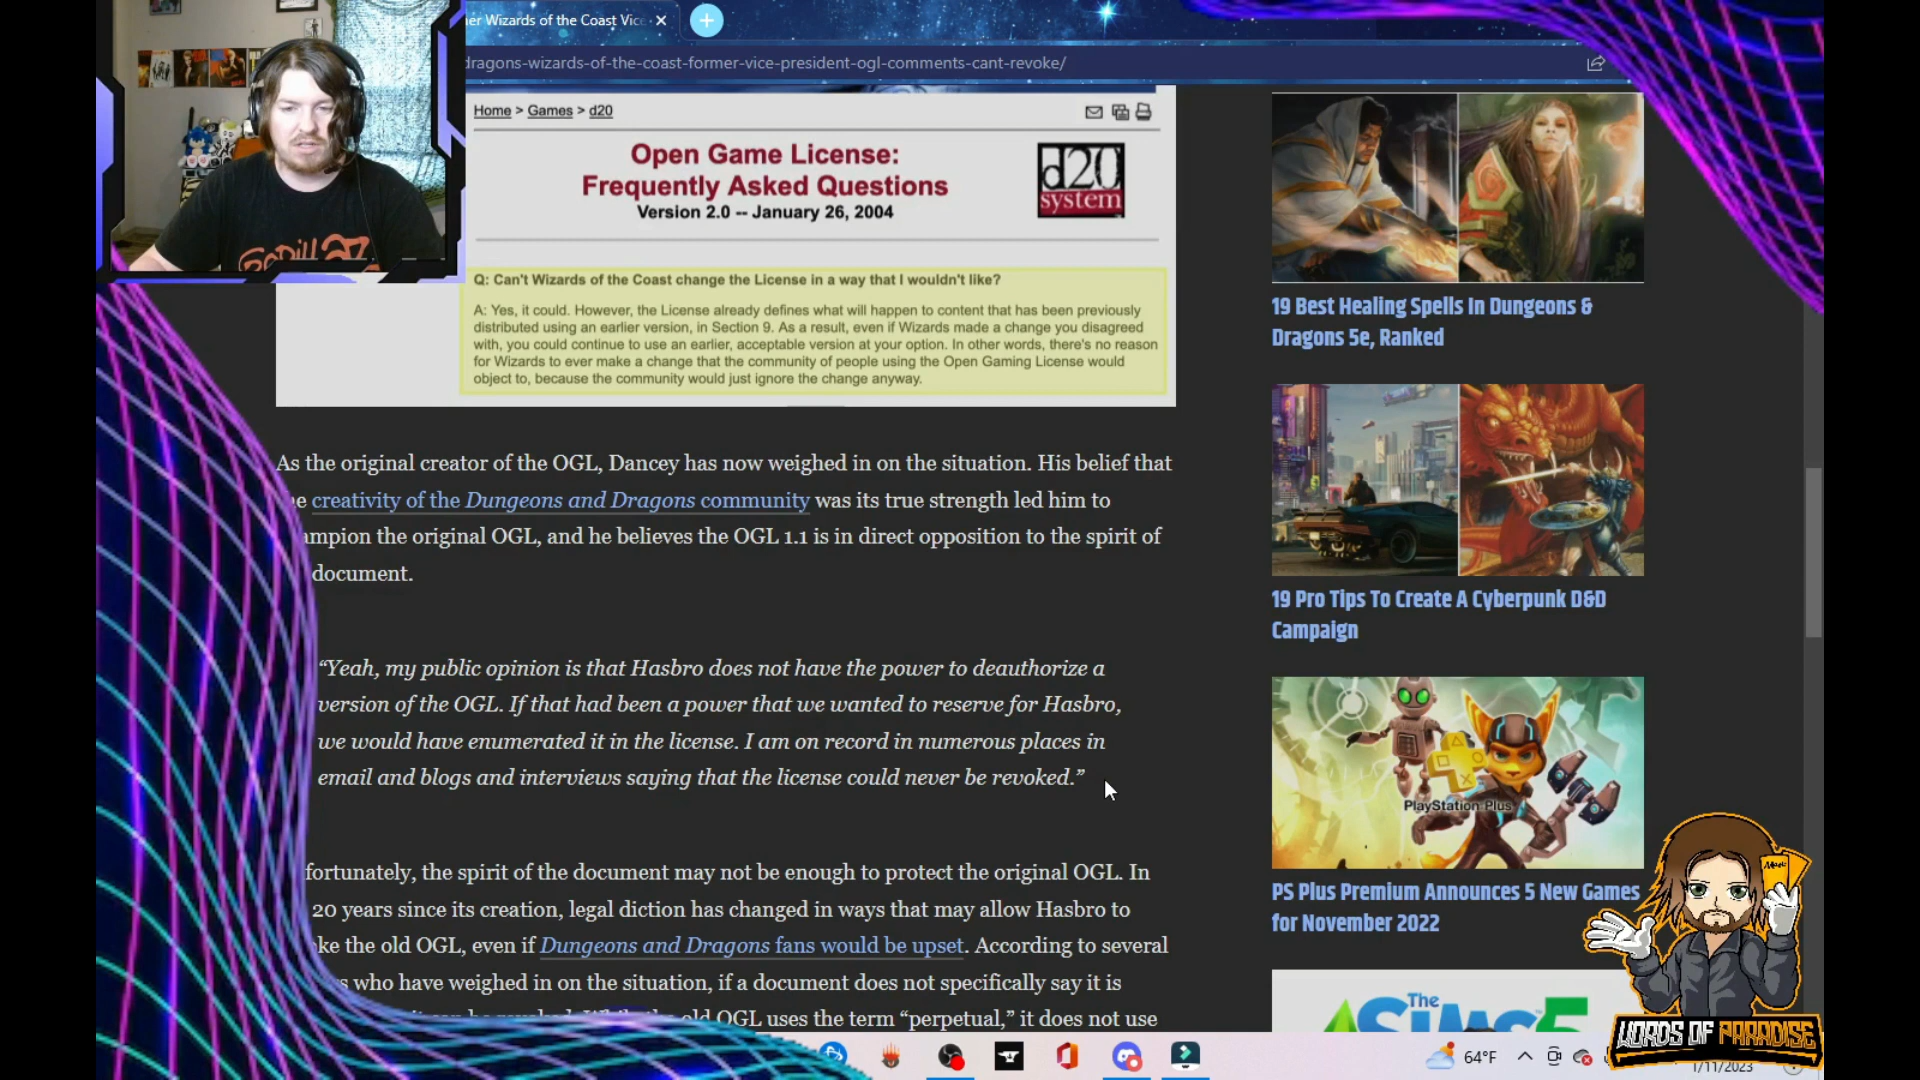 er Wizards of the Coast Vice
dragons-wizards-of-the-coast-former-vice-president-ogl-comments-cant-revoke/
Home > Games > d20
Open Game License:
Frequently Asked Questions
Version 2.0 -- January 26, 2004
d20
system
Q: Can't Wizards of the Coast change the License in a way that I wouldn't like?
A: Yes, it could. However, the License already defines what will happen to content that has been previously
distributed using an earlier version, in Section 9. As a result, even if Wizards made a change you disagreed
with, you could continue to use an earlier, acceptable version at your option. In other words, there's no reason
for Wizards to ever make a change that the community of people using the Open Gaming License would
object to, because the community would just ignore the change anyway.
As the original creator of the OGL, Dancey has now weighed in on the situation. His belief that
e creativity of the Dungeons and Dragons community was its true strength led him to
ampion the original OGL, and he believes the OGL 1.1 is in direct opposition to the spirit of
document.
“Yeah, my public opinion is that Hasbro does not have the power to deauthorize a
version of the OGL. If that had been a power that we wanted to reserve for Hasbro,
we would have enumerated it in the license. I am on record in numerous places in
email and blogs and interviews saying that the license could never be revoked.”
fortunately, the spirit of the document may not be enough to protect the original OGL. In
20 years since its creation, legal diction has changed in ways that may allow Hasbro to
ke the old OGL, even if Dungeons and Dragons fans would be upset. According to several
s who have weighed in on the situation, if a document does not specifically say it is
old OGL uses the term “perpetual,” it does not use
19 Best Healing Spells In Dungeons &
Dragons 5e, Ranked
19 Pro Tips To Create A Cyberpunk D&D
Campaign
PlayStation Plus
PS Plus Premium Announces 5 New Games
for November 2022
The
SIMS 5
WORDS OF PARADISE
64°F
1/11/2023